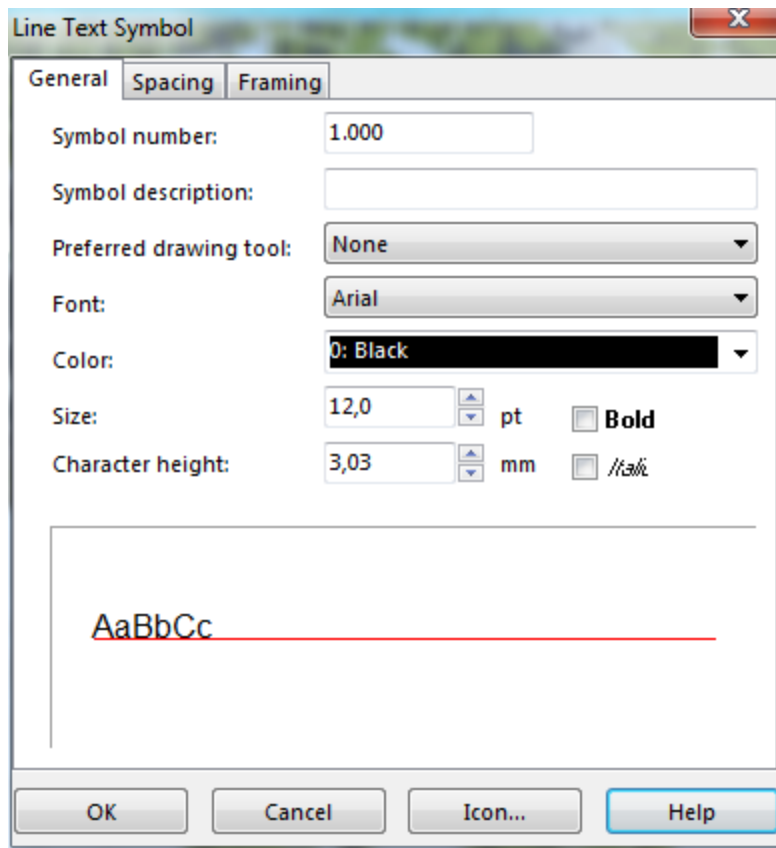 Line Text Symbol
X
General Spacing Framing
Symbol number: 1.000
Symbol description:
Preferred drawing tool: None
Font: Arial
Color: 0: Black
Size: 12,0 pt Bold
Character height: 3,03 mm Italic
AaBbCc
OK Cancel Icon... Help